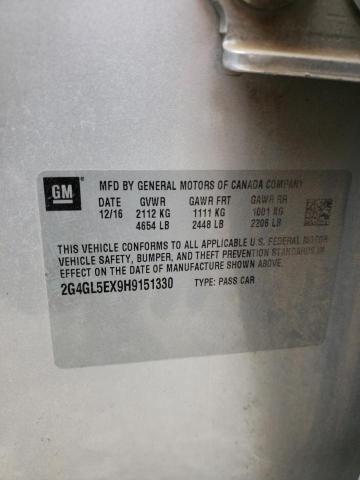 GM
MFD BY GENERAL MOTORS OF CANADA COMPANY
DATE GVWR GAWR FRT GAWR RR
12/16 2112 KG 1111 KG 1001 KG
4654 LB 2448 LB 2206 LB
THIS VEHICLE CONFORMS TO ALL APPLICABLE U.S. FEDERAL MOTOR
VEHICLE SAFETY, BUMPER, AND THEFT PREVENTION STANDARDS IN
EFFECT ON THE DATE OF MANUFACTURE SHOWN ABOVE.
2G4GL5EX9H9151330 TYPE: PASS CAR